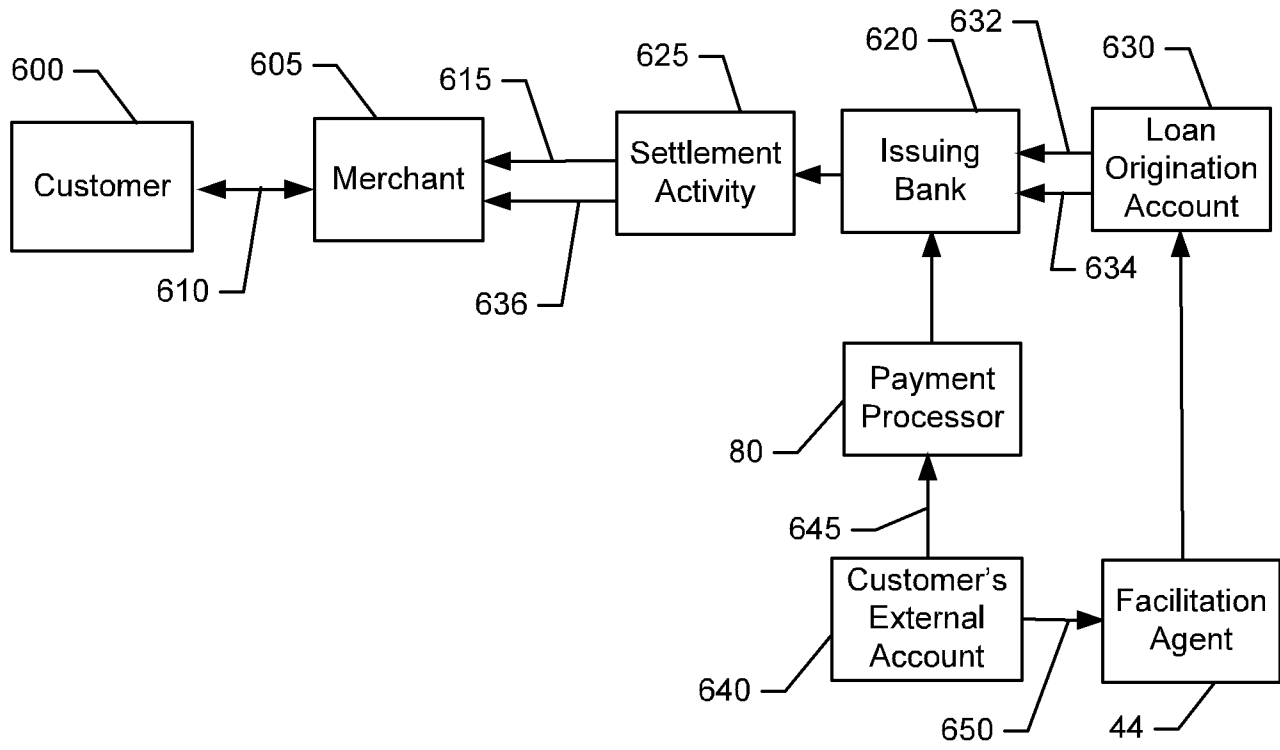 600
605
615
625
620
632
630
Customer
Merchant
Settlement
Activity
Issuing
Bank
Loan
Origination
Account
610
636
634
Payment
Processor
80
645
Customer's
External
Account
Facilitation
Agent
640
650
44